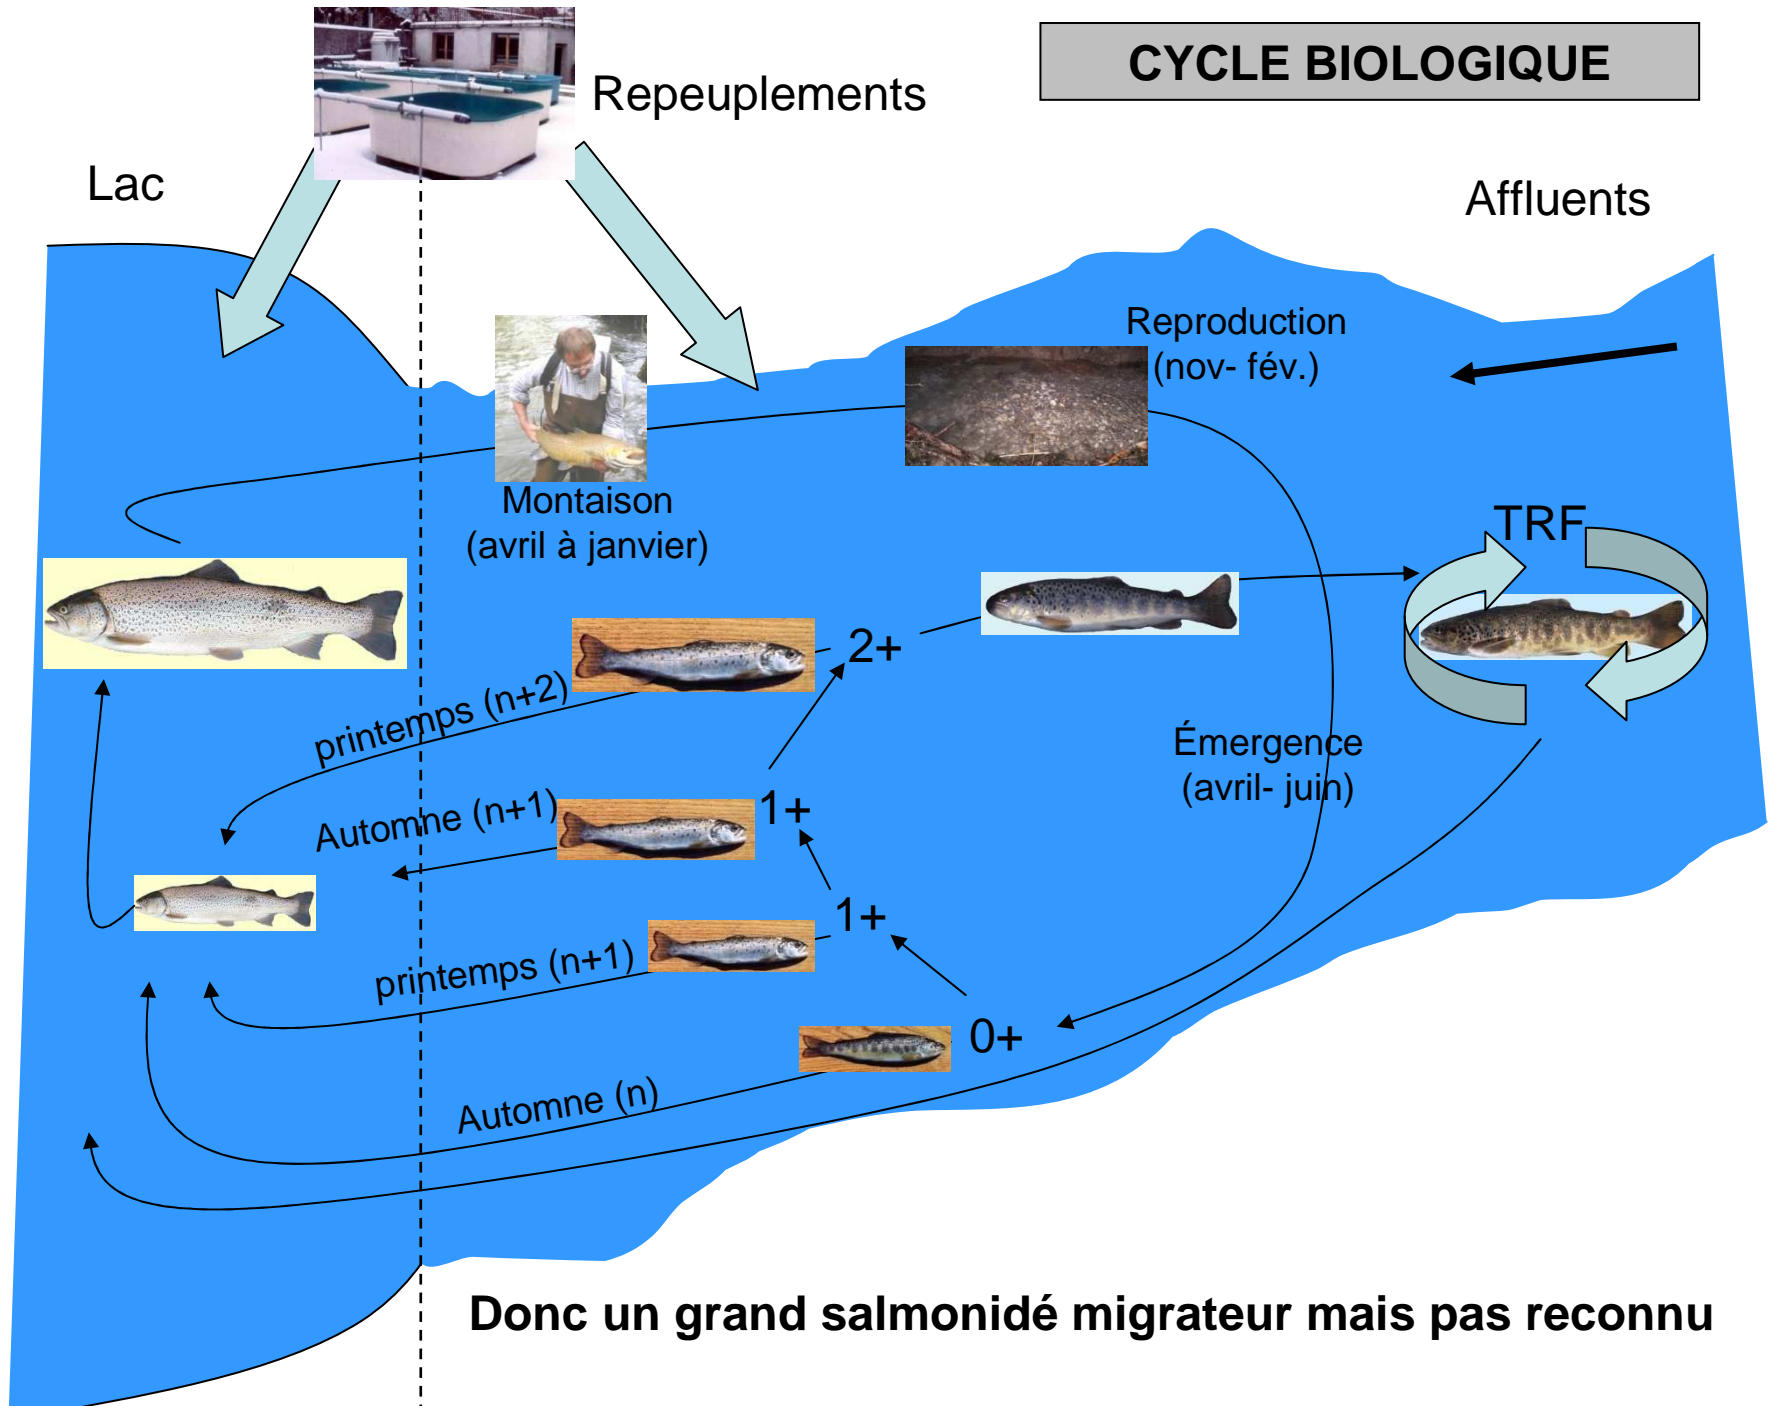 CYCLE BIOLOGIQUE
Repeuplements
Lac
Affluents
Reproduction
(nov- fév.)
Montaison
(avril à janvier)
TRF
2+
printemps (n+2)
Émergence
(avril- juin)
1+
Automne (n+1)
1+
printemps (n+1)
0+
Automne (n)
Donc un grand salmonidé migrateur mais pas reconnu